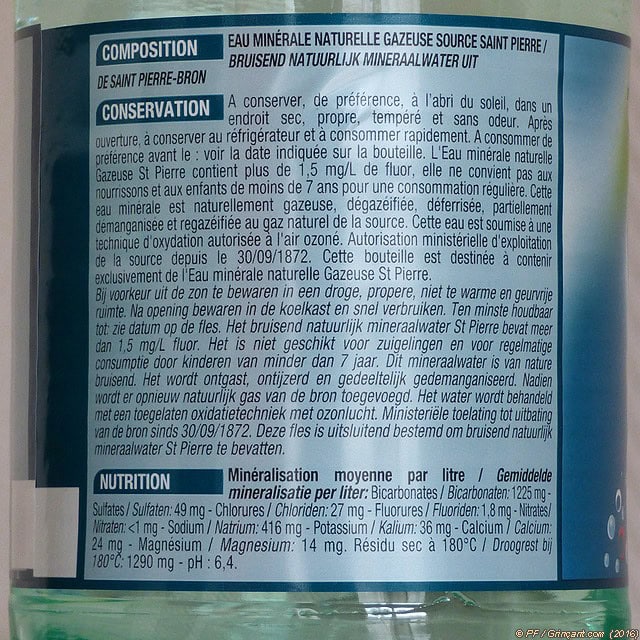 COMPOSITION
EAU MINÉRALE NATURELLE GAZEUSE SOURCE SAINT PIERRE /
BRUISEND NATUURLIJK MINERAALWATER UIT
DE SAINT PIERRE-BRON
CONSERVATION
A conserver, de préférence, à l'abri du soleil, dans un
endroit sec, propre, tempéré et sans odeur. Après
ouverture, à conserver au réfrigérateur et à consommer rapidement. A consommer de
préférence avant le : voir la date indiquée sur la bouteille. L'Eau minérale naturelle
Gazeuse St Pierre contient plus de 1,5 mg/L de fluor, elle ne convient pas aux
nourrissons et aux enfants de moins de 7 ans pour une consommation régulière. Cette
eau minérale est naturellement gazeuse, dégazéifiée, déferrisée, partiellement
démanganisée et regazéifiée au gaz naturel de la source. Cette eau est soumise à une
technique d'oxydation autorisée à l'air ozoné. Autorisation ministérielle d'exploitation
de la source depuis le 30/09/1872. Cette bouteille est destinée à contenir
exclusivement de l'Eau minérale naturelle Gazeuse St Pierre.
Bij voorkeur uit de zon te bewaren in een droge, propere, niet te warme en geurvrije
ruimte. Na opening bewaren in de koelkast en snel verbruiken. Ten minste houdbaar
tot: zie datum op de fles. Het bruisend natuurlijk mineraalwater St Pierre bevat meer
dan 1,5 mg/L fluor. Het is niet geschikt voor zuigelingen en voor regelmatige
consumptie door kinderen van minder dan 7 jaar. Dit mineraalwater is van nature
bruisend. Het wordt ontgast, ontijzerd en gedeeltelijk gedemanganiseerd. Nadien
wordt er opnieuw natuurlijk gas van de bron toegevoegd. Het water wordt behandeld
met een toegelaten oxidatietechniek met ozonlucht. Ministeriële toelating tot uitbating
van de bron sinds 30/09/1872. Deze fles is uitsluitend bestemd om bruisend natuurlijk
mineraalwater St Pierre te bevatten.
NUTRITION
Minéralisation moyenne par litre / Gemiddelde
mineralisatie per liter: Bicarbonates / Bicarbonaten: 1225 mg -
Sulfates / Sulfaten: 49 mg - Chlorures / Chloriden: 27 mg - Fluorures / Fluoriden: 1,8 mg - Nitrates/
Nitraten: <1 mg - Sodium / Natrium: 416 mg - Potassium / Kalium: 36 mg - Calcium / Calcium:
24 mg - Magnésium / Magnesium: 14 mg. Résidu sec à 180°C / Droogrest bij
180°C: 1290 mg - pH : 6,4.
© PF / Grincant.com (2016)